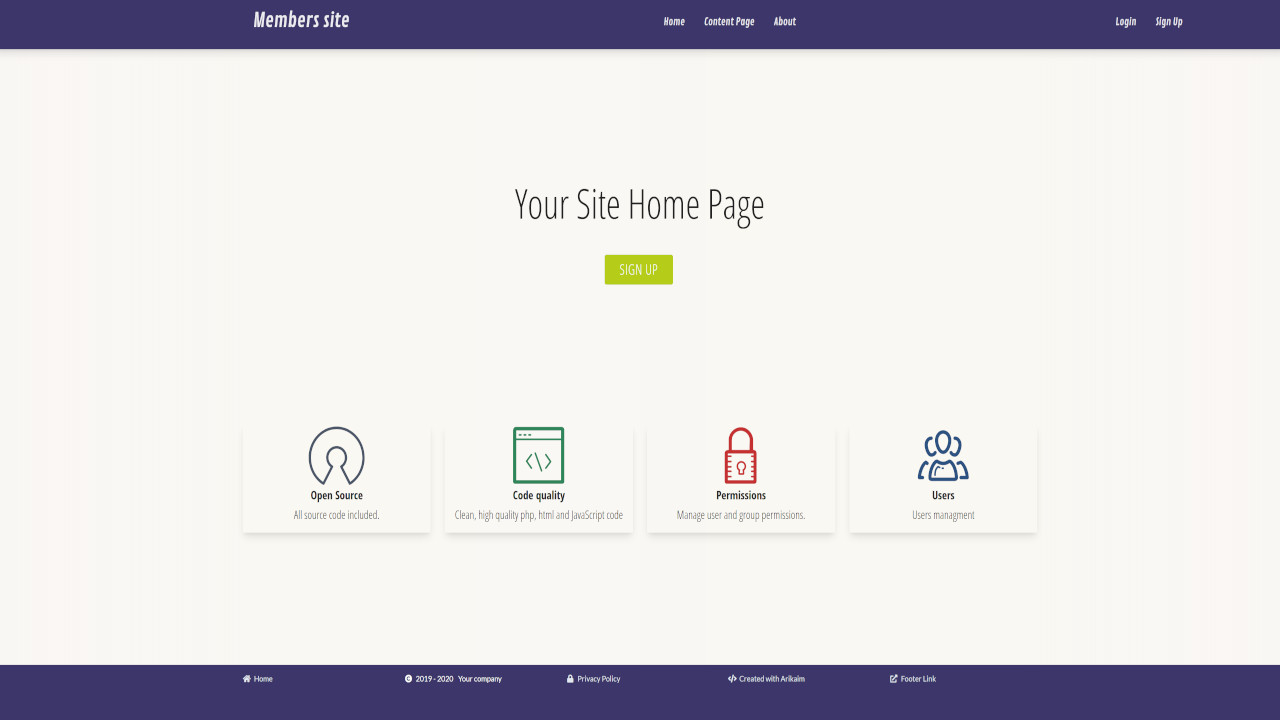 Members site
Home Content Page About
Login Sign Up
Your Site Home Page
SIGN UP
Open Source
All source code included.
Code quality
Clean, high quality php, html and JavaScript code
Permissions
Manage user and group permissions.
Users
Users managment
Home
2019 - 2020 Your company
Privacy Policy
Created with Arikaim
Footer Link